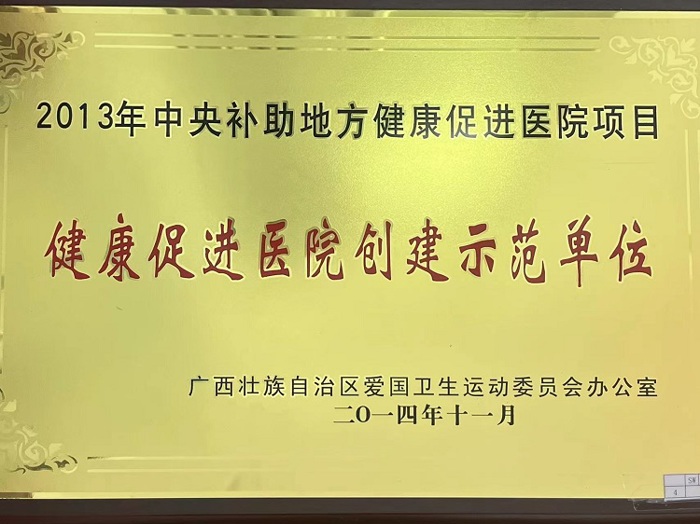 2013年中央补助地方健康促进医院项目
健康促进医院创建示范单位
广西壮族自治区爱国卫生运动委员会办公室
二〇一四年十一月